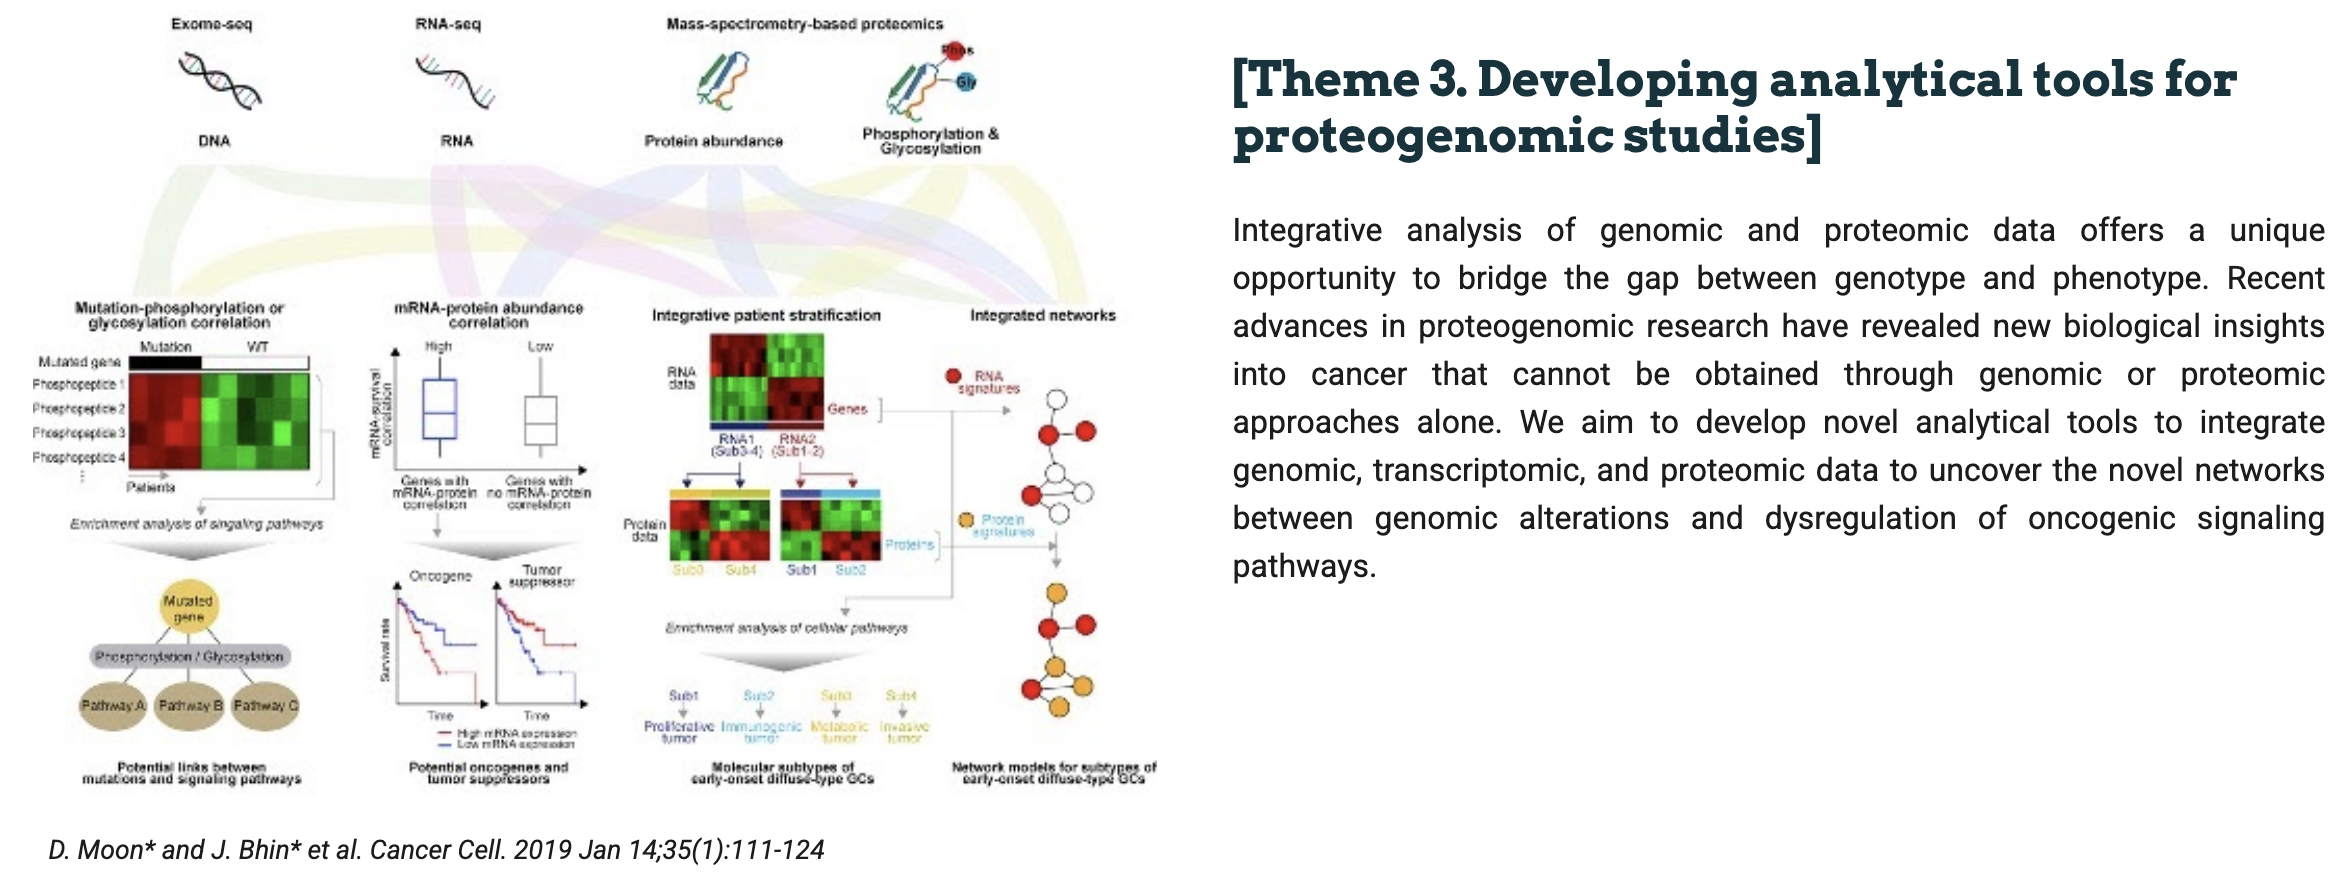 Exome-seq
RNA-seq
Mass-spectrometry-based proteomics
Phos
Gly
DNA
RNA
Protein abundance
Phosphorylation &
Glycosylation
Mutation-phosphorylation or
glycosylation correlation
Mutation
WT
Mutated gene
Phosphopeptide 1
Phosphopeptide 2
Phosphopeptide 3
Phosphopeptide 4
Patients
Enrichment analysis of singaling pathways
Mutated
gene
Phosphorylation / Glycosylation
Pathway A
Pathway B
Pathway C
Potential links between
mutations and signaling pathways
mRNA-protein abundance
correlation
High
Low
mRNA-survival
correlation
Genes with
mRNA-protein
correlation
Genes with
no mRNA-protein
correlation
Oncogene
Tumor
suppressor
Survival rate
Time
Time
High mRNA expression
Low mRNA expression
Potential oncogenes and
tumor suppressors
Integrative patient stratification
RNA
data
Genes
RNA1
(Sub3-4)
RNA2
(Sub1-2)
Protein
data
Proteins
Sub3
Sub4
Sub1
Sub2
Enrichment analysis of cellular pathways
Sub1
Sub2
Sub3
Sub4
Proliferative
tumor
Immunogenic
tumor
Metabolic
tumor
Invasive
tumor
Molecular subtypes of
early-onset diffuse-type GCs
Integrated networks
RNA
signatures
Protein
signatures
Network models for subtypes of
early-onset diffuse-type GCs
D. Moon* and J. Bhin* et al. Cancer Cell. 2019 Jan 14;35(1):111-124
[Theme 3. Developing analytical tools for
proteogenomic studies]
Integrative analysis of genomic and proteomic data offers a unique
opportunity to bridge the gap between genotype and phenotype. Recent
advances in proteogenomic research have revealed new biological insights
into cancer that cannot be obtained through genomic or proteomic
approaches alone. We aim to develop novel analytical tools to integrate
genomic, transcriptomic, and proteomic data to uncover the novel networks
between genomic alterations and dysregulation of oncogenic signaling
pathways.